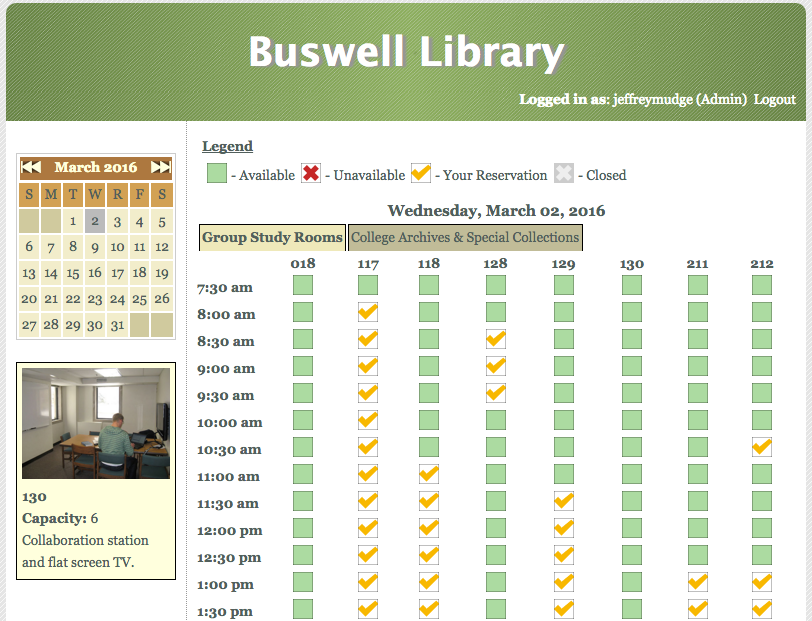 Buswell Library
Logged in as: jeffreymudge (Admin) Logout
March 2016
S M T W F S
1 2 3 4 5
6 7 8 9 10 11 12
13 14 15 16 17 18 19
20 21 22 23 24 25 26
27 28 29 30 31
130
Capacity: 6
Collaboration station
and flat screen TV.
Legend
- Available - Unavailable - Your Reservation - Closed
Wednesday, March 02, 2016
Group Study Rooms College Archives & Special Collections
018 117 118 128 129 130 211 212
7:30 am
8:00 am
8:30 am
9:00 am
9:30 am
10:00 am
10:30 am
11:00 am
11:30 am
12:00 pm
12:30 pm
1:00 pm
1:30 pm